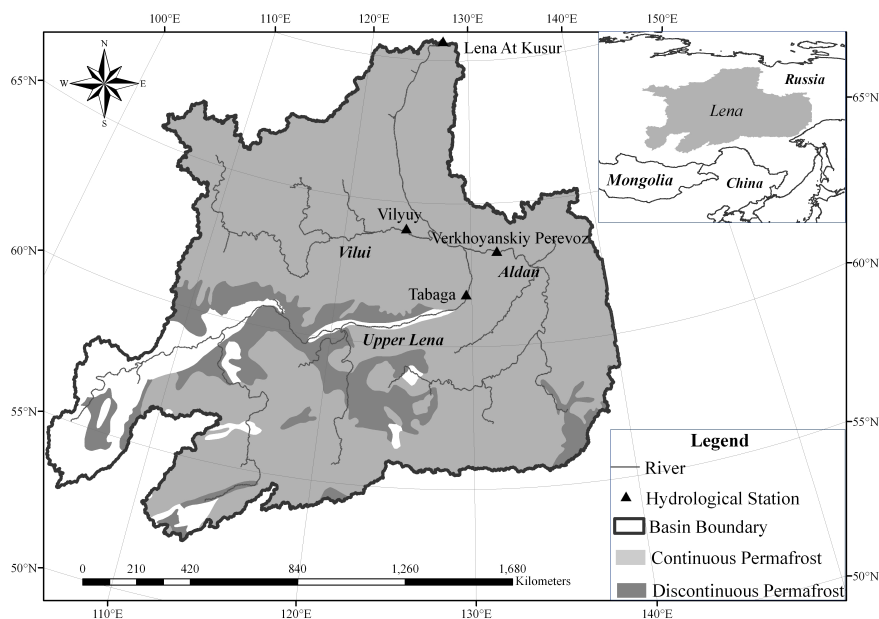 100°E 110°E 120°E 130°E 140°E 150°E
N
W E
S
65°N
60°N
55°N
50°N
65°N
60°N
55°N
50°N
110°E 120°E 130°E 140°E
Lena At Kusur
Vilyuy
Verkhoyanskiy Perevoz
Vilui
Aldan
Tabaga
Upper Lena
Russia
Lena
Mongolia
China
Legend
River
Hydrological Station
Basin Boundary
Continuous Permafrost
Discontinuous Permafrost
0 210 420 840 1,260 1,680
Kilometers